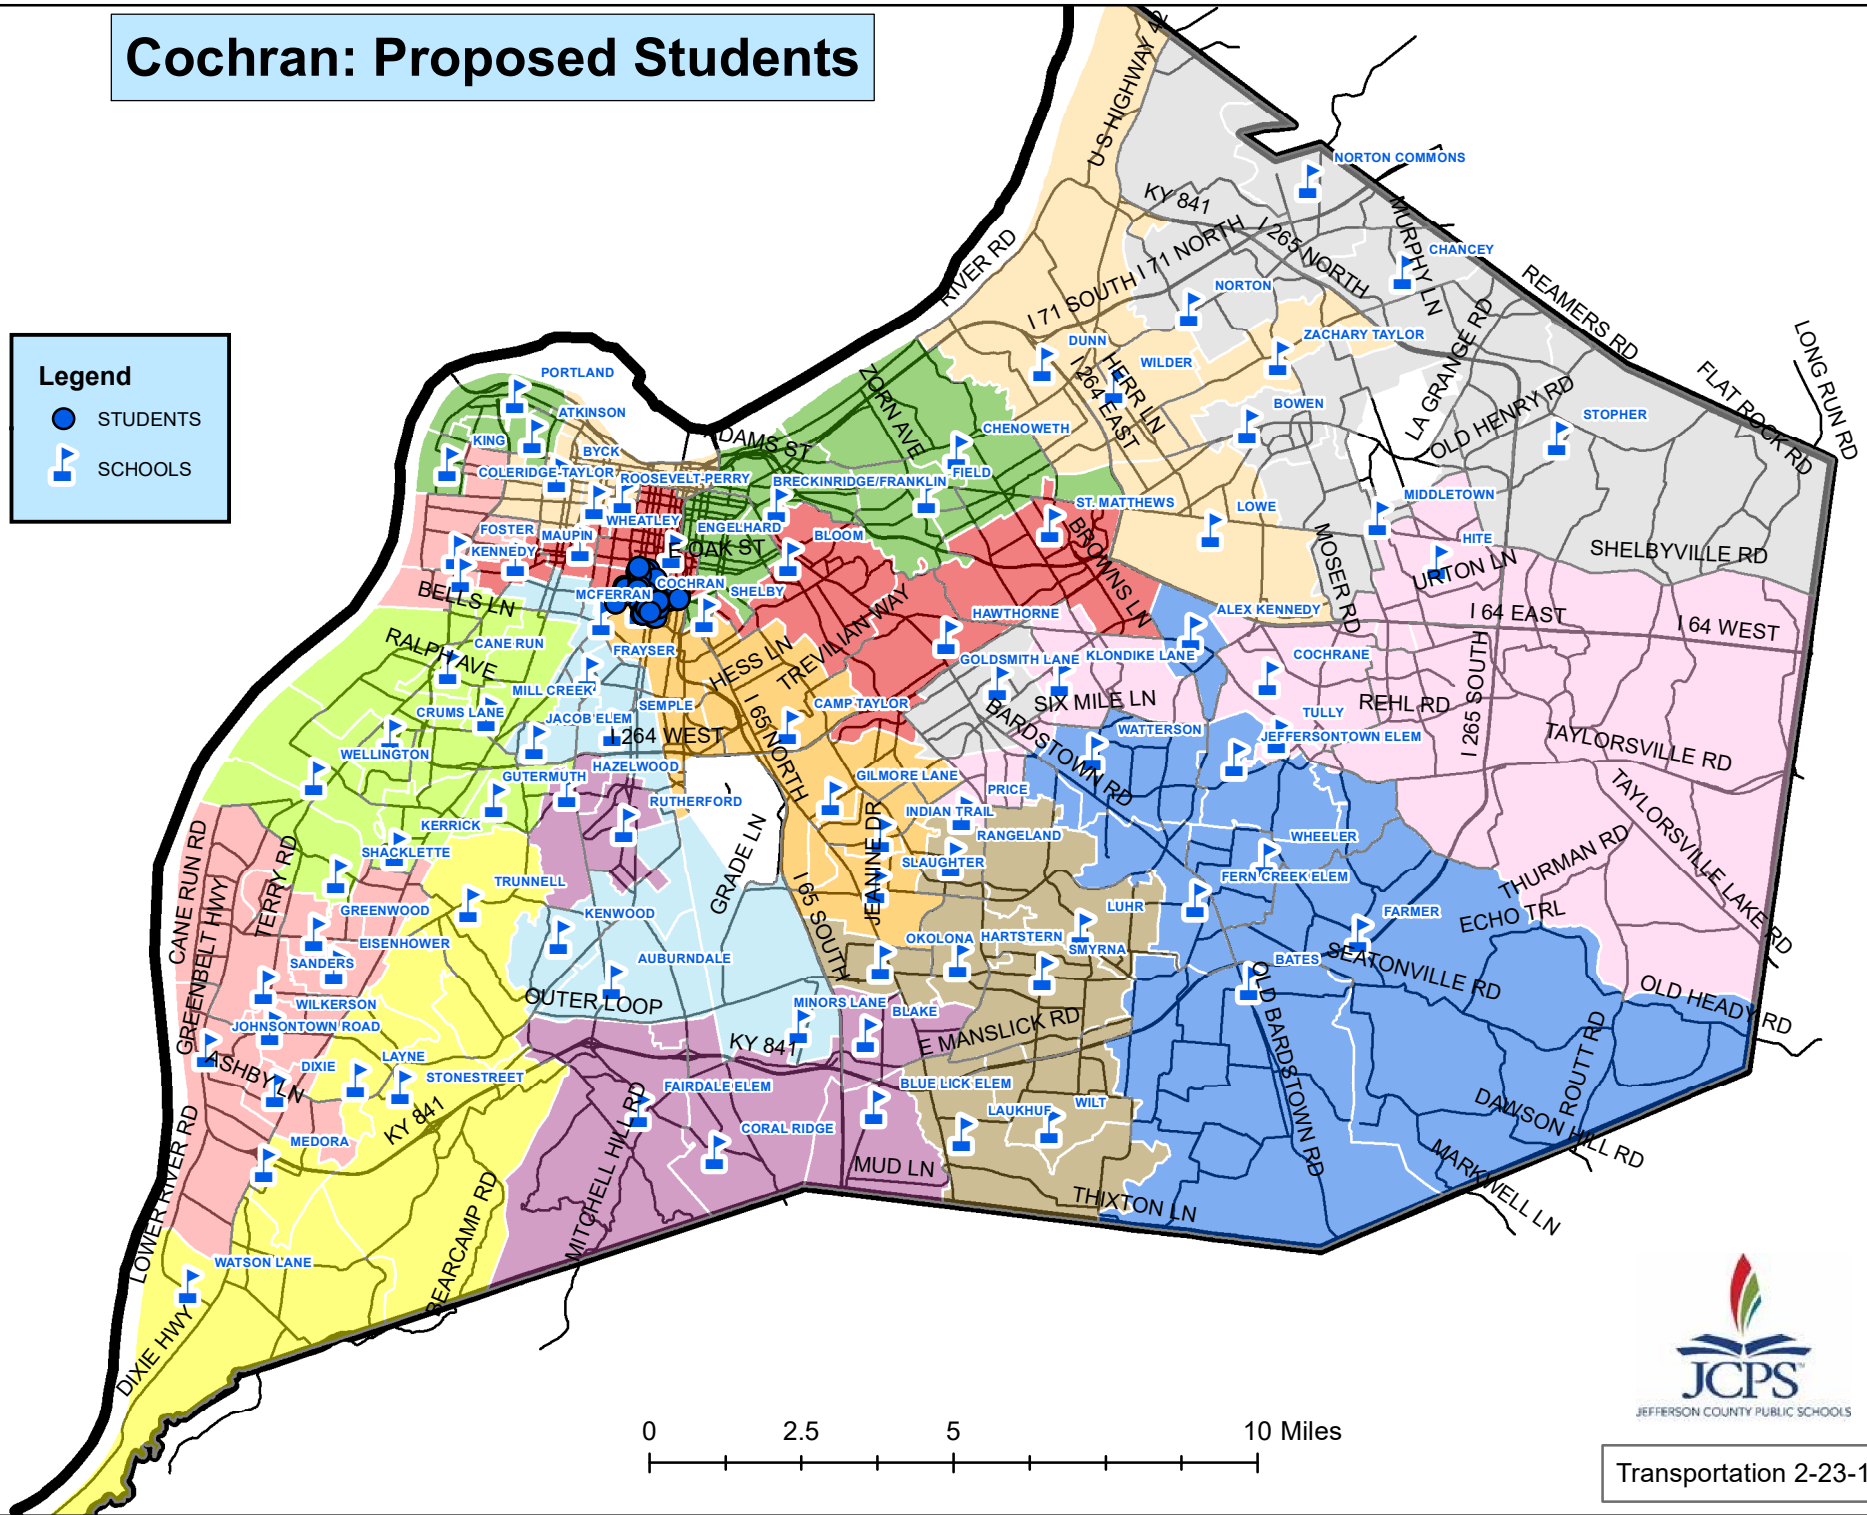 Cochran: Proposed Students
U S HIGHWAY 42
NORTON COMMONS
KY 841
I 265 NORTH
MURPHY LN
CHANCEY
RIVER RD
I 71 SOUTH
I 71 NORTH
NORTON
REAMERS RD
LONG RUN RD
DUNN
WILDER
ZACHARY TAYLOR
LA GRANGE RD
FLAT ROCK RD
Legend
STUDENTS
SCHOOLS
PORTLAND
ATKINSON
KING
BYCK
ADAMS ST
ZORN AVE
CHENOWETH
I 264 EAST
HERR LN
BOWEN
OLD HENRY RD
STOPHER
COLERIDGE-TAYLOR
ROOSEVELT-PERRY
BRECKINRIDGE/FRANKLIN
FIELD
ST. MATTHEWS
LOWE
MIDDLETOWN
FOSTER
MAUPIN
WHEATLEY
ENGELHARD
BLOOM
HITE
KENNEDY
E OAK ST
BROWNS LN
MOSER RD
URTON LN
SHELBYVILLE RD
BELLS LN
MCFERRAN
COCHRAN
SHELBY
HAWTHORNE
ALEX KENNEDY
I 64 EAST
I 64 WEST
RALPH AVE
CANE RUN
FRAYSER
HESS LN
TREVILIAN WAY
GOLDSMITH LANE
KLONDIKE LANE
COCHRANE
MILL CREEK
SEMPLE
CAMP TAYLOR
SIX MILE LN
REHL RD
I 265 SOUTH
CRUMS LANE
JACOB ELEM
I 264 WEST
I 65 NORTH
BARDSTOWN RD
WATTERSON
TULLY
JEFFERSONTOWN ELEM
TAYLORSVILLE RD
WELLINGTON
GUTERMUTH
HAZELWOOD
GILMORE LANE
PRICE
RUTHERFORD
INDIAN TRAIL
RANGELAND
WHEELER
TAYLORSVILLE LAKE RD
KERRICK
SHACKLETTE
GRADE LN
JEANINE DR
SLAUGHTER
FERN CREEK ELEM
THURMAN RD
CANE RUN RD
GREENBELT HWY
TERRY RD
TRUNNELL
GREENWOOD
KENWOOD
I 65 SOUTH
LUHR
FARMER
ECHO TRL
EISENHOWER
OKOLONA
HARTSTERN
SMYRNA
SANDERS
AUBURNDALE
BATES
SEATONVILLE RD
OLD HEADY RD
WILKERSON
OUTER LOOP
MINORS LANE
BLAKE
JOHNSONTOWN ROAD
KY 841
E MANSLICK RD
OLD BARDSTOWN RD
ROUTT RD
ASHBY LN
DIXIE
LAYNE
STONESTREET
FAIRDALE ELEM
BLUE LICK ELEM
LAUKHUF
WILT
DAWSON HILL RD
KY 841
LOWER RIVER RD
MEDORA
CORAL RIDGE
MUD LN
MARKWELL LN
MITCHELL HILL RD
THIXTON LN
BEARCAMP RD
WATSON LANE
DIXIE HWY
JCPS
JEFFERSON COUNTY PUBLIC SCHOOLS
0 2.5 5 10 Miles
Transportation 2-23-1